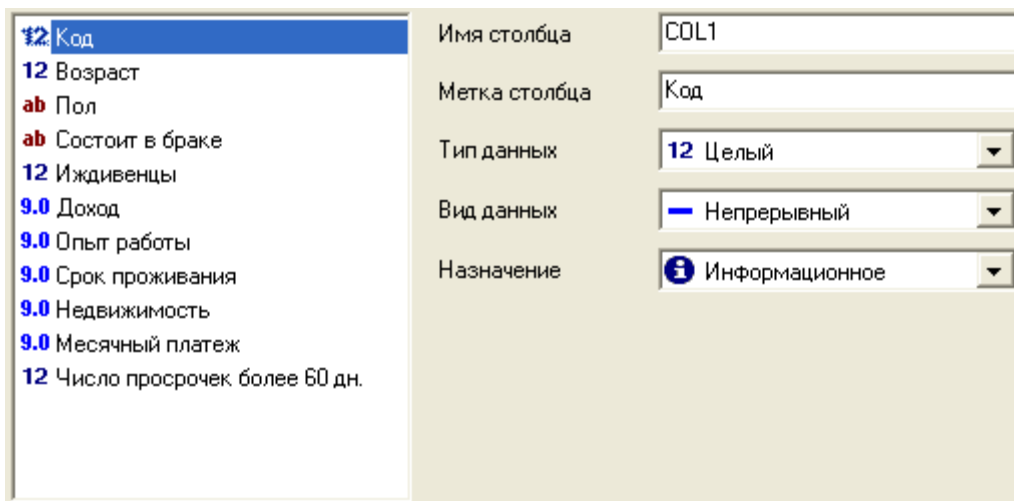 12 Код
12 Возраст
ab Пол
ab Состоит в браке
12 Иждивенцы
9.0 Доход
9.0 Опыт работы
9.0 Срок проживания
9.0 Недвижимость
9.0 Месячный платеж
12 Число просрочек более 60 дн.
Имя столбца COL1
Метка столбца Код
Тип данных 12 Целый
Вид данных Непрерывный
Назначение Информационное